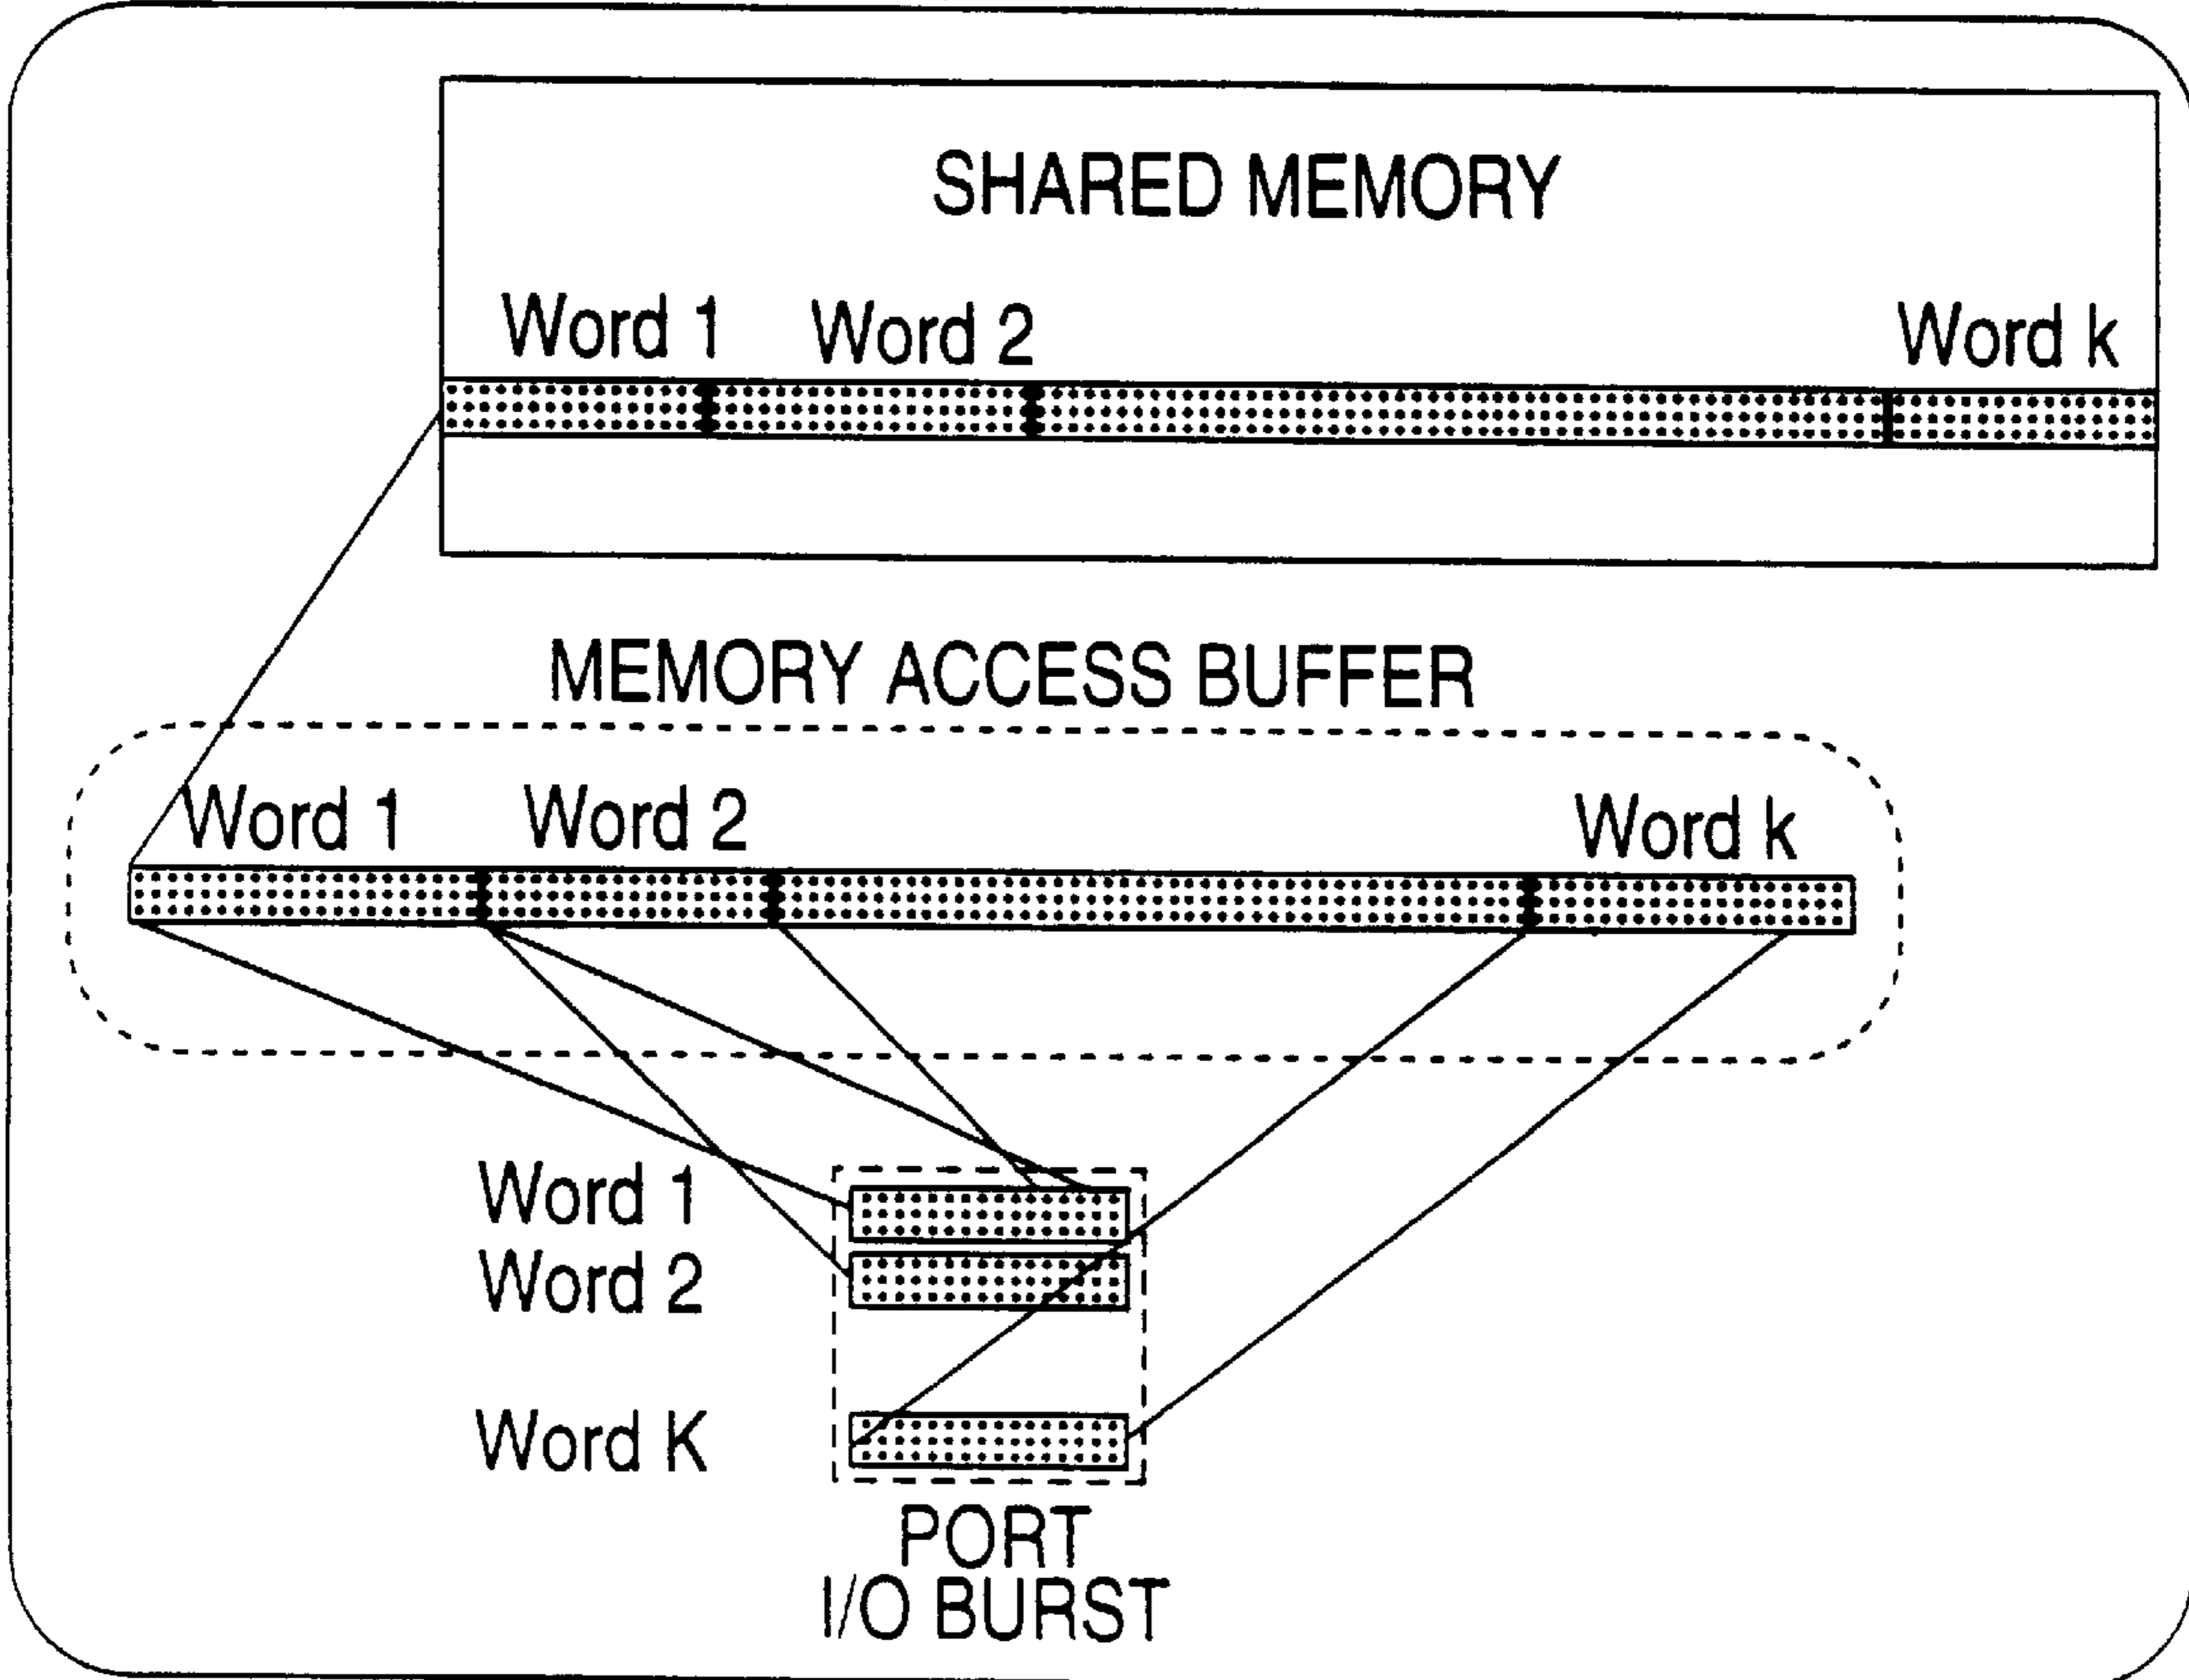 SHARED MEMORY
Word 1 Word 2 Word k
MEMORY ACCESS BUFFER
Word 1 Word 2 Word k
Word 1
Word 2
Word K
PORT
I/O BURST